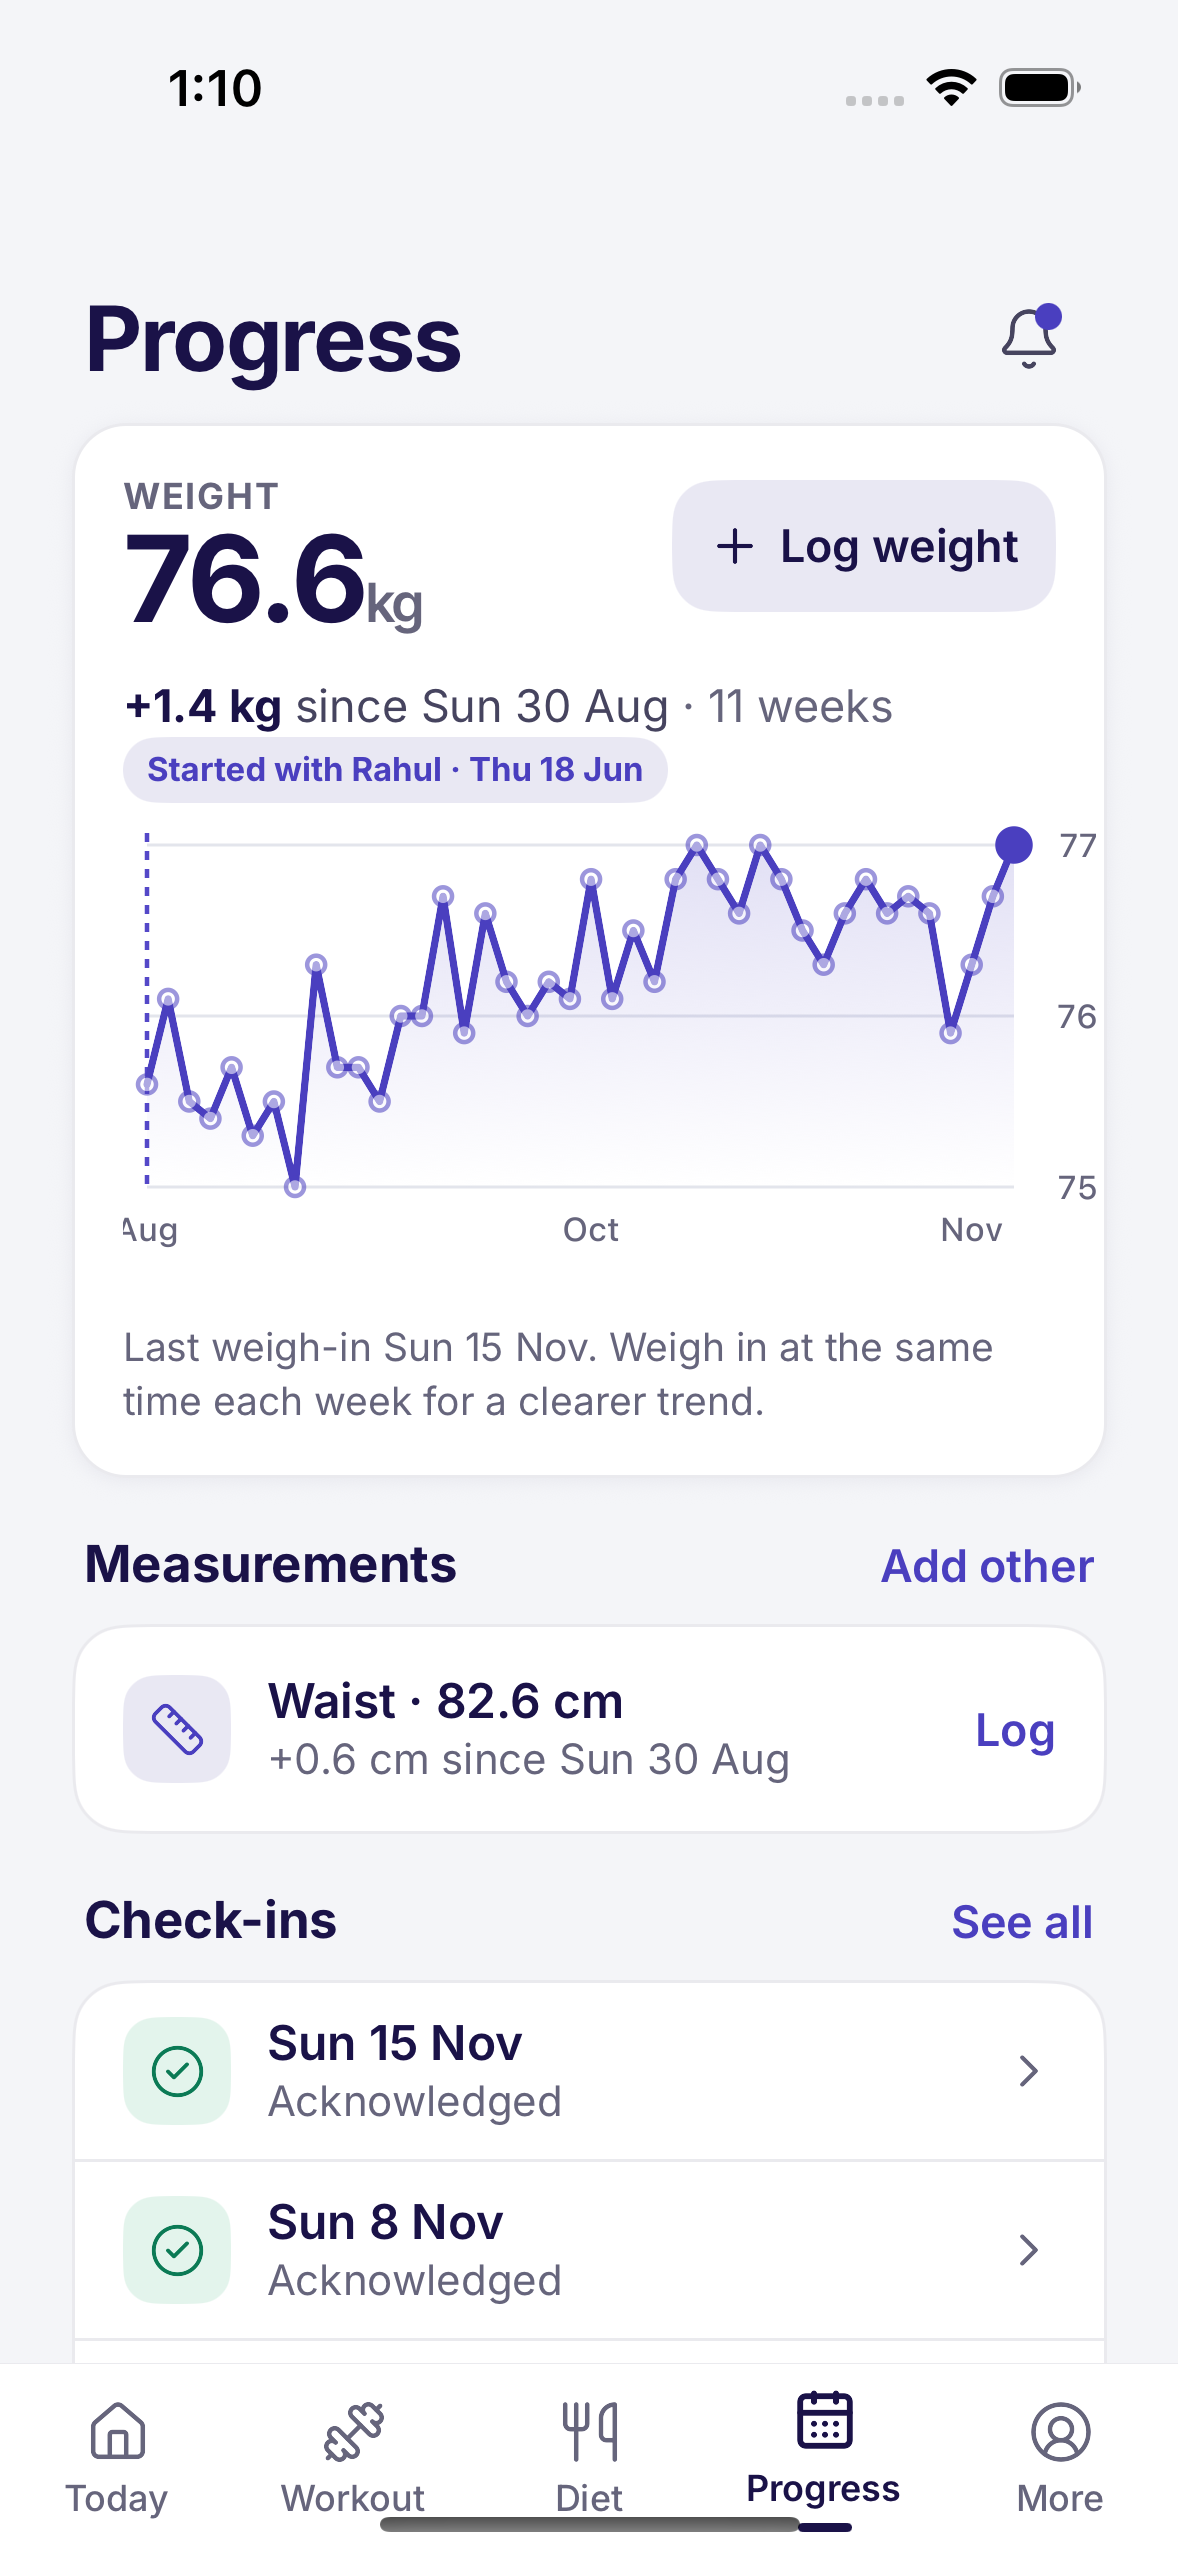 1:10
Progress
WEIGHT
76.6kg
+ Log weight
+1.4 kg since Sun 30 Aug · 11 weeks
Started with Rahul · Thu 18 Jun
77
76
75
Aug Oct Nov
Last weigh-in Sun 15 Nov. Weigh in at the same
time each week for a clearer trend.
Measurements Add other
Waist · 82.6 cm
+0.6 cm since Sun 30 Aug
Log
Check-ins See all
Sun 15 Nov
Acknowledged
Sun 8 Nov
Acknowledged
Today Workout Diet Progress More